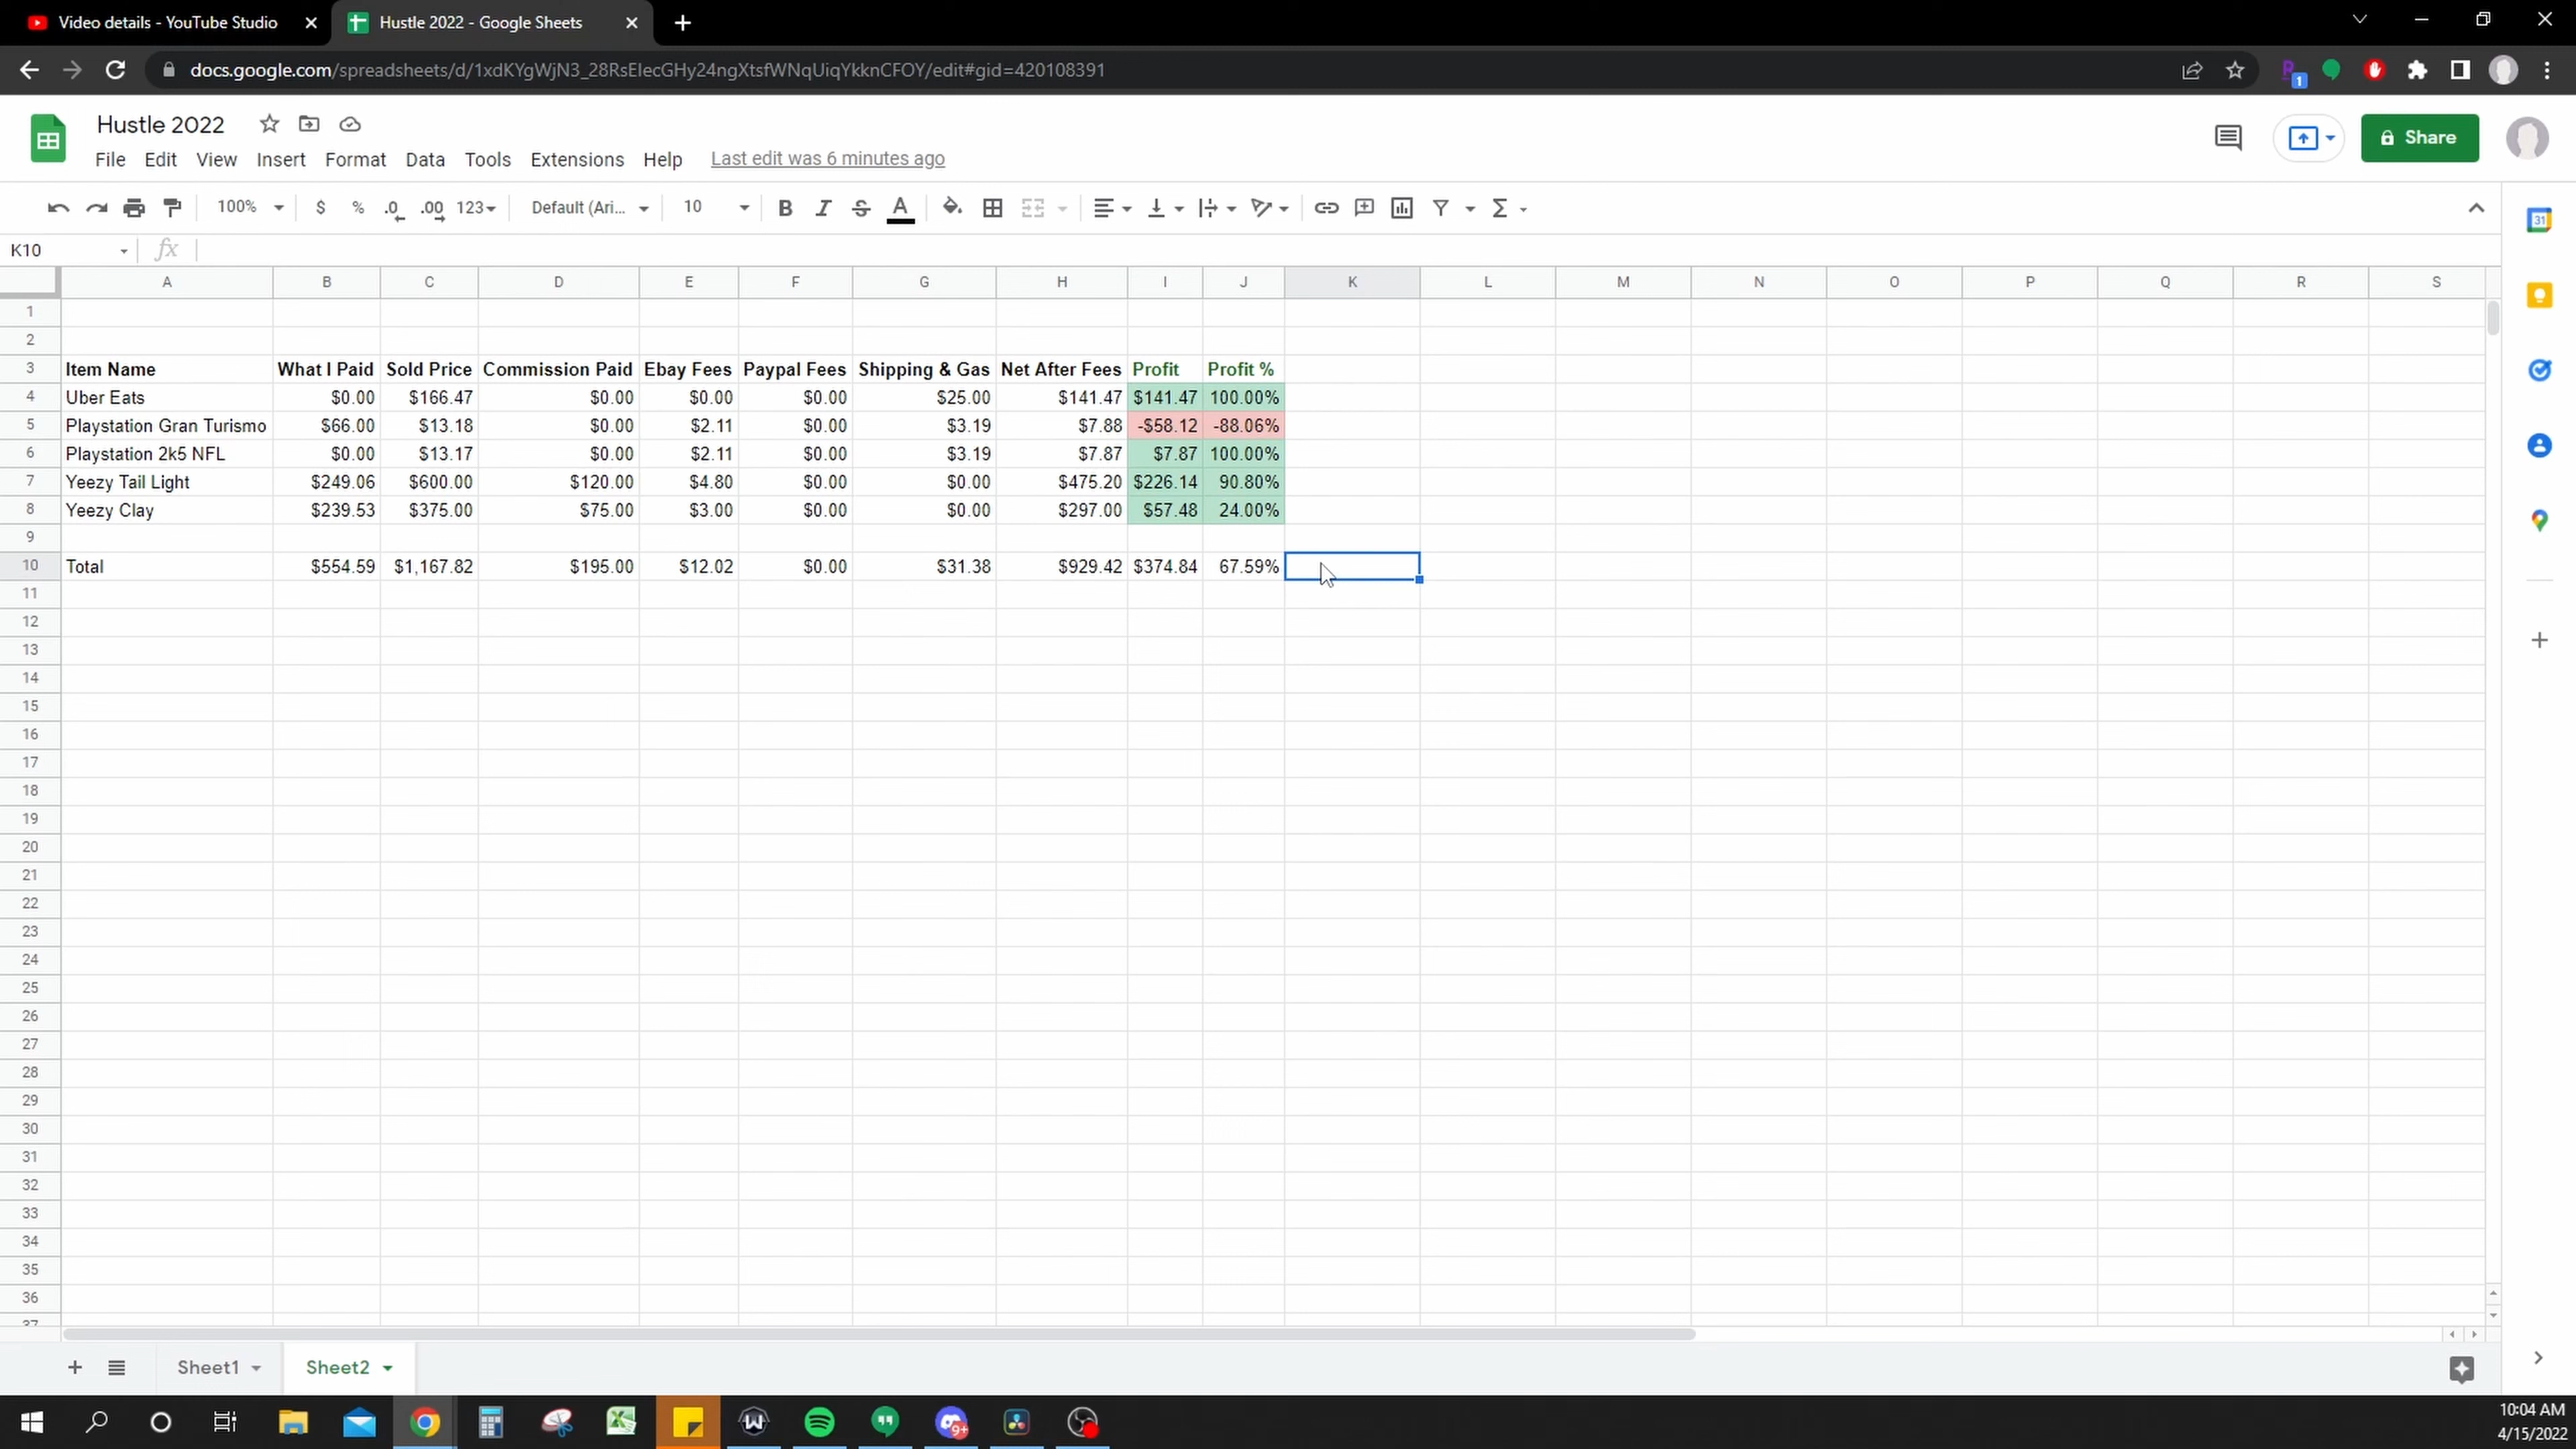 Video details - YouTube Studio
Hustle 2022 - Google Sheets
docs.google.com/spreadsheets/d/1xdKYgWjN3_28RsElecGHy24ngXtsfWNqUiqYkknCFOY/edit#gid=420108391
1
Hustle 2022
Share
File Edit View Insert Format Data Tools Extensions Help Last edit was 6 minutes ago
100% $ % .0 .00 123 Default (Ari... 10 B I S A Σ
31
K10 fx
A B C D E F G H I J K L M N O P Q R S
1
2
3 Item Name What I Paid Sold Price Commission Paid Ebay Fees Paypal Fees Shipping & Gas Net After Fees Profit Profit %
4 Uber Eats $0.00 $166.47 $0.00 $0.00 $0.00 $25.00 $141.47 $141.47 100.00%
5 Playstation Gran Turismo $66.00 $13.18 $0.00 $2.11 $0.00 $3.19 $7.88 -$58.12 -88.06%
6 Playstation 2k5 NFL $0.00 $13.17 $0.00 $2.11 $0.00 $3.19 $7.87 $7.87 100.00%
7 Yeezy Tail Light $249.06 $600.00 $120.00 $4.80 $0.00 $0.00 $475.20 $226.14 90.80%
8 Yeezy Clay $239.53 $375.00 $75.00 $3.00 $0.00 $0.00 $297.00 $57.48 24.00%
9
10 Total $554.59 $1,167.82 $195.00 $12.02 $0.00 $31.38 $929.42 $374.84 67.59%
11
12
13
14
15
16
17
18
19
20
21
22
23
24
25
26
27
28
29
30
31
32
33
34
35
36
37
Sheet1 Sheet2
9+
10:04 AM
4/15/2022